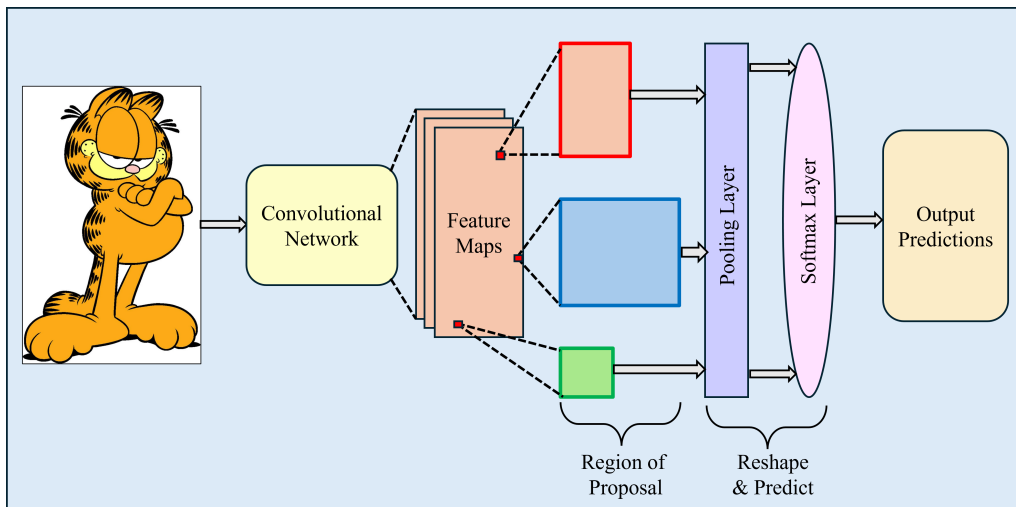 Convolutional
Network
Feature
Maps
Pooling Layer
Softmax Layer
Output
Predictions
Region of
Proposal
Reshape
& Predict